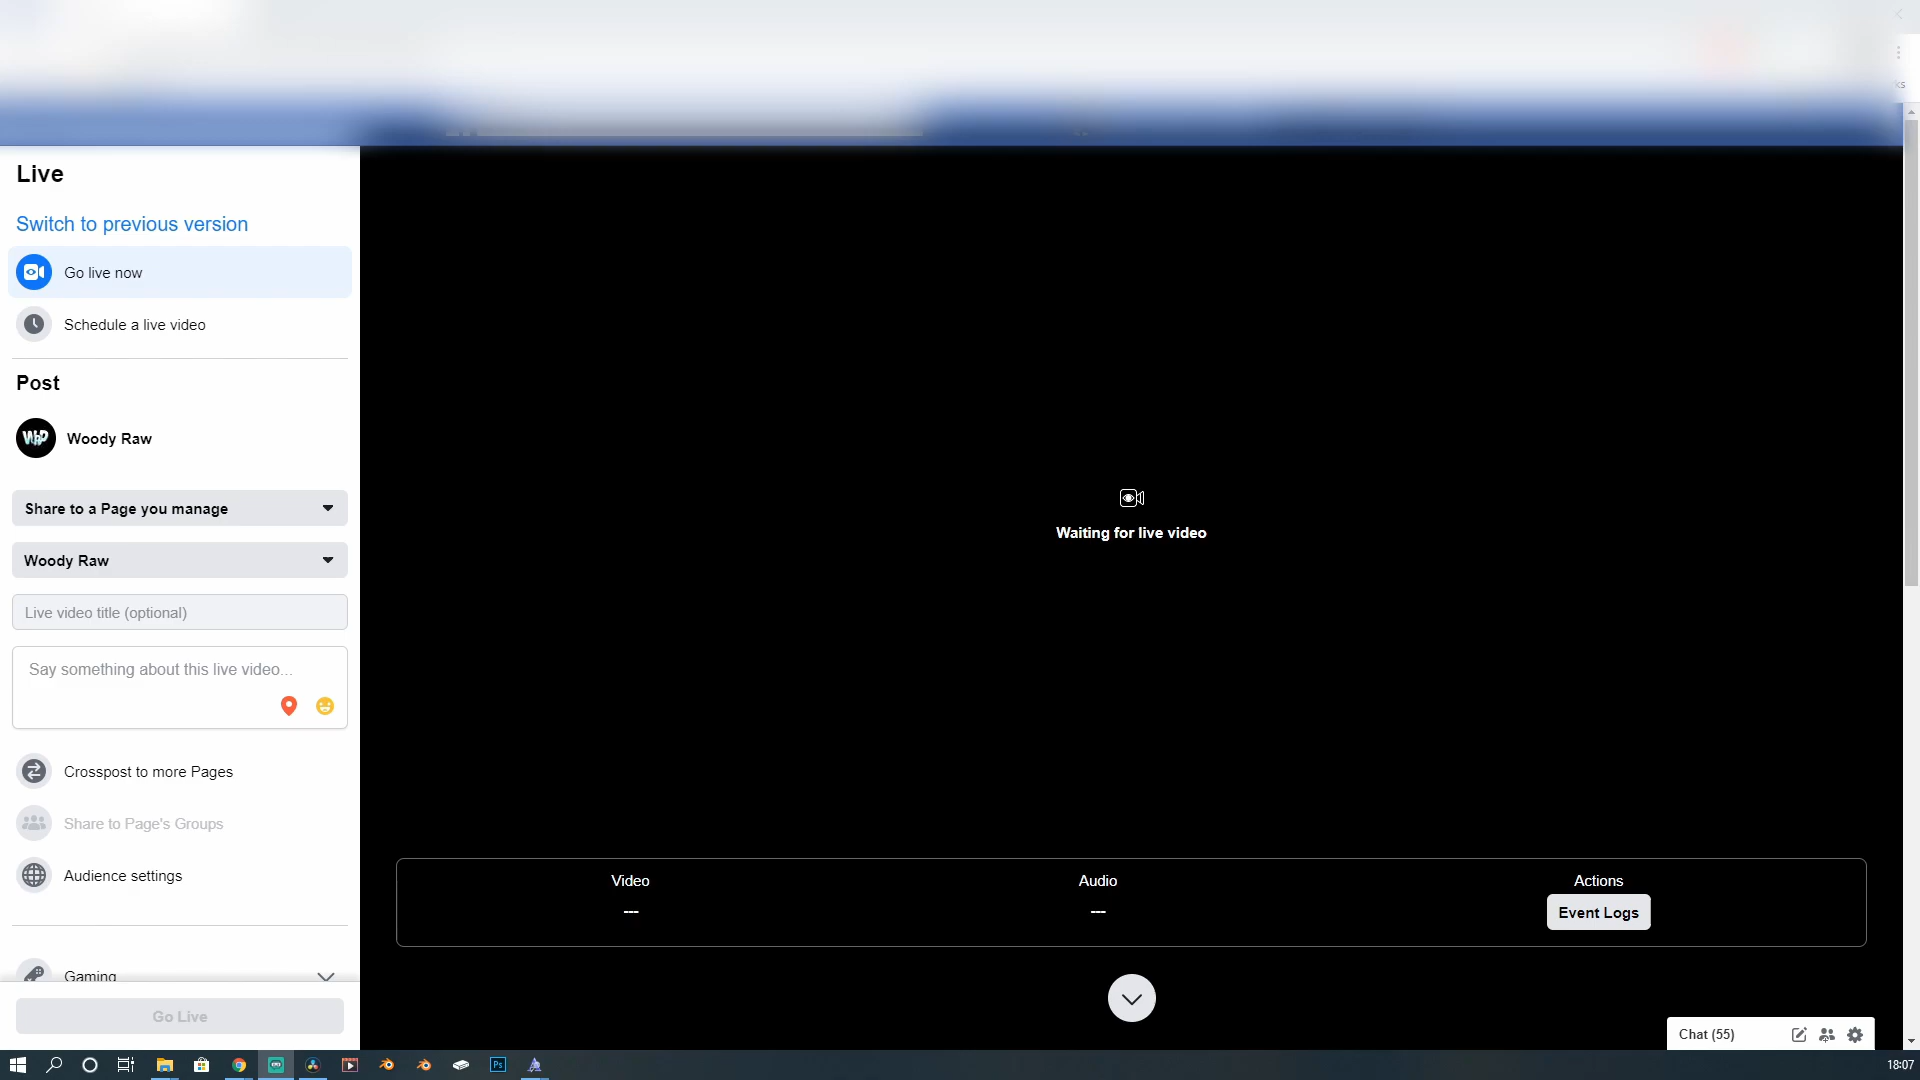 Live
Switch to previous version
Go live now
Schedule a live video
Post
Woody Raw
Share to a Page you manage
Woody Raw
Live video title (optional)
Say something about this live video...
Crosspost to more Pages
Share to Page's Groups
Audience settings
Gaming
Go Live
Waiting for live video
Video
Audio
Actions
---
---
Event Logs
Chat (55)
Ps
18:07